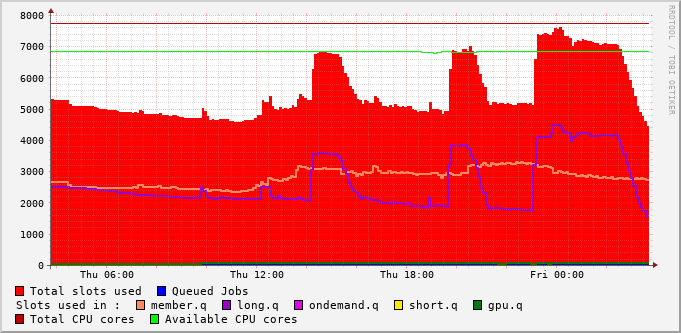 8000
7000
6000
5000
4000
3000
2000
1000
0
Thu 06:00 Thu 12:00 Thu 18:00 Fri 00:00
RRDTOOL / TOBI OETIKER
Total slots used Queued Jobs
Slots used in : member.q long.q ondemand.q short.q gpu.q
Total CPU cores Available CPU cores